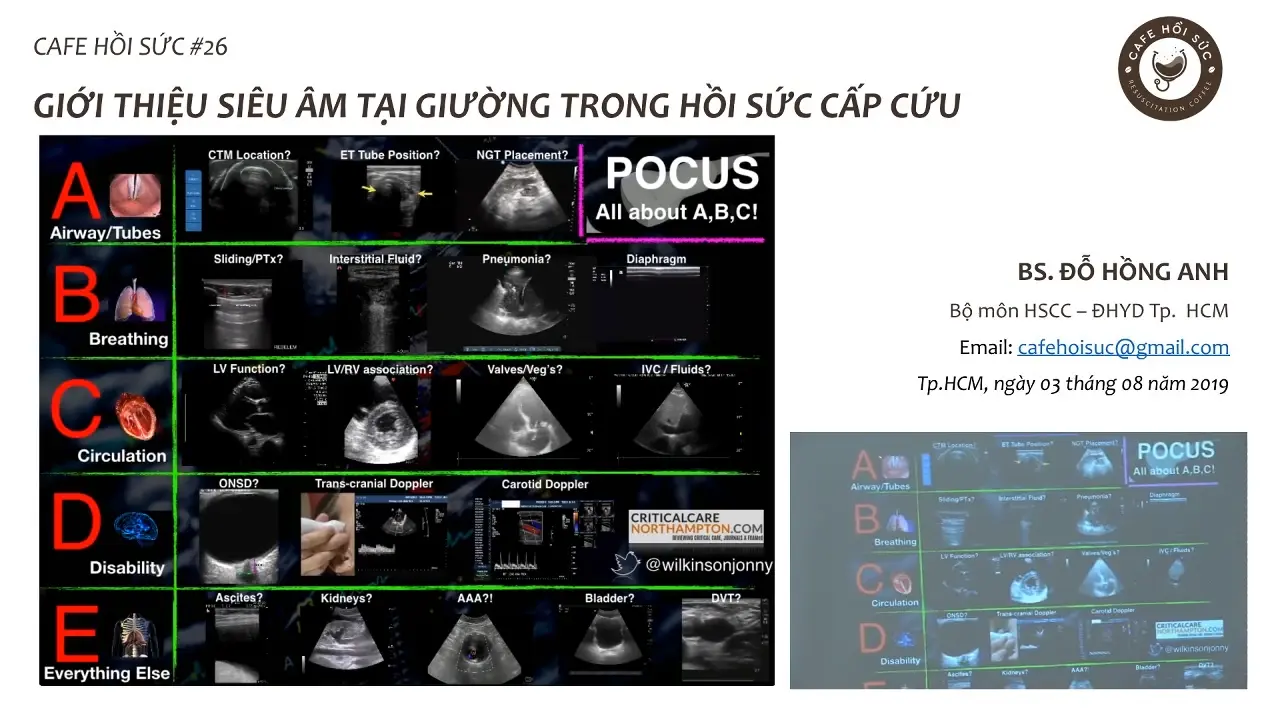 CAFE HỒI SỨC #26
CAFE HỒI SỨC
RESUSCITATION COFFEE
GIỚI THIỆU SIÊU ÂM TẠI GIƯỜNG TRONG HỒI SỨC CẤP CỨU
CTM Location?
ET Tube Position?
NGT Placement?
POCUS
All about A,B,C!
A
Airway/Tubes
Sliding/PTx?
Interstitial Fluid?
Pneumonia?
Diaphragm
B
Breathing
LV Function?
LV/RV association?
Valves/Veg's?
IVC / Fluids?
C
Circulation
ONSD?
Trans-cranial Doppler
Carotid Doppler
D
Disability
CRITICALCARE
NORTHAMPTON.COM
REVIEWING CRITICAL CARE, JOURNALS & FOAMED
@wilkinsonjonny
Ascites?
Kidneys?
AAA?!
Bladder?
DVT?
E
Everything Else
BS. ĐỖ HỒNG ANH
Bộ môn HSCC – ĐHYD Tp. HCM
Email: cafehoisuc@gmail.com
Tp.HCM, ngày 03 tháng 08 năm 2019
CTM Location?
ET Tube Position?
NGT Placement?
POCUS
All about A,B,C!
A
Airway/Tubes
Sliding/PTx?
Interstitial Fluid?
Pneumonia?
Diaphragm
B
Breathing
LV Function?
LV/RV association?
Valves/Veg's?
IVC / Fluids?
C
Circulation
ONSD?
Trans-cranial Doppler
Carotid Doppler
D
Disability
CRITICALCARE
NORTHAMPTON.COM
@wilkinsonjonny
Ascites?
Kidneys?
AAA?!
Bladder?
DVT?